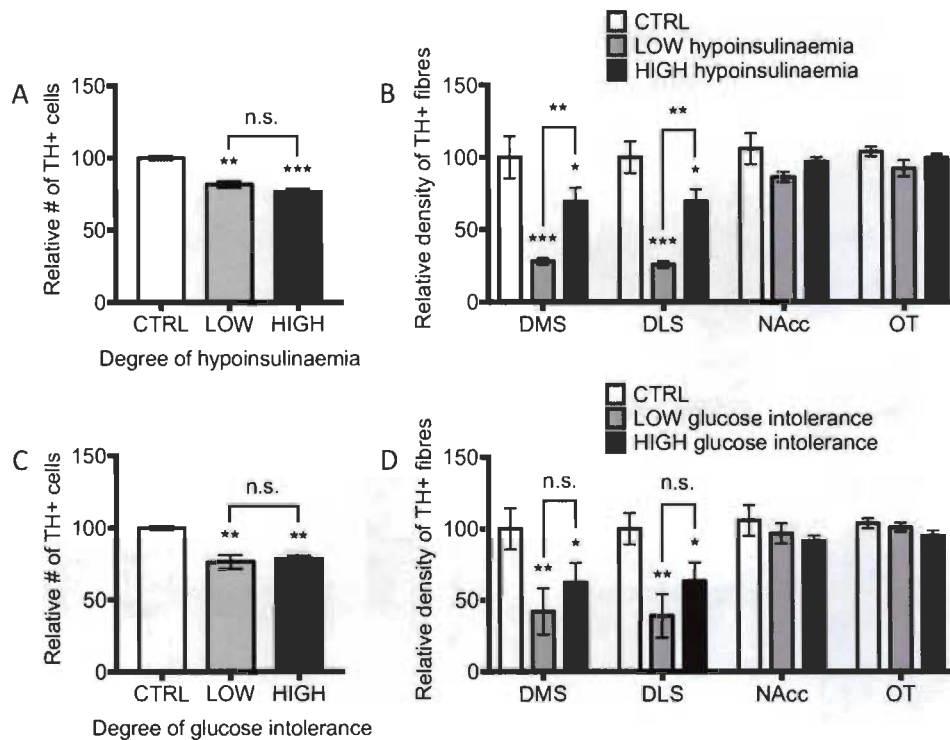 CTRL
LOW hypoinsulinaemia
HIGH hypoinsulinaemia
A
Relative # of TH+ cells
150
100
50
0
n.s.
**
***
CTRL LOW HIGH
Degree of hypoinsulinaemia
B
Relative density of TH+ fibres
150
100
50
0
**
**
***
*
***
*
DMS DLS NAcc OT
CTRL
LOW glucose intolerance
HIGH glucose intolerance
C
Relative # of TH+ cells
150
100
50
0
n.s.
**
**
CTRL LOW HIGH
Degree of glucose intolerance
D
Relative density of TH+ fibres
150
100
50
0
n.s.
n.s.
**
*
**
*
DMS DLS NAcc OT